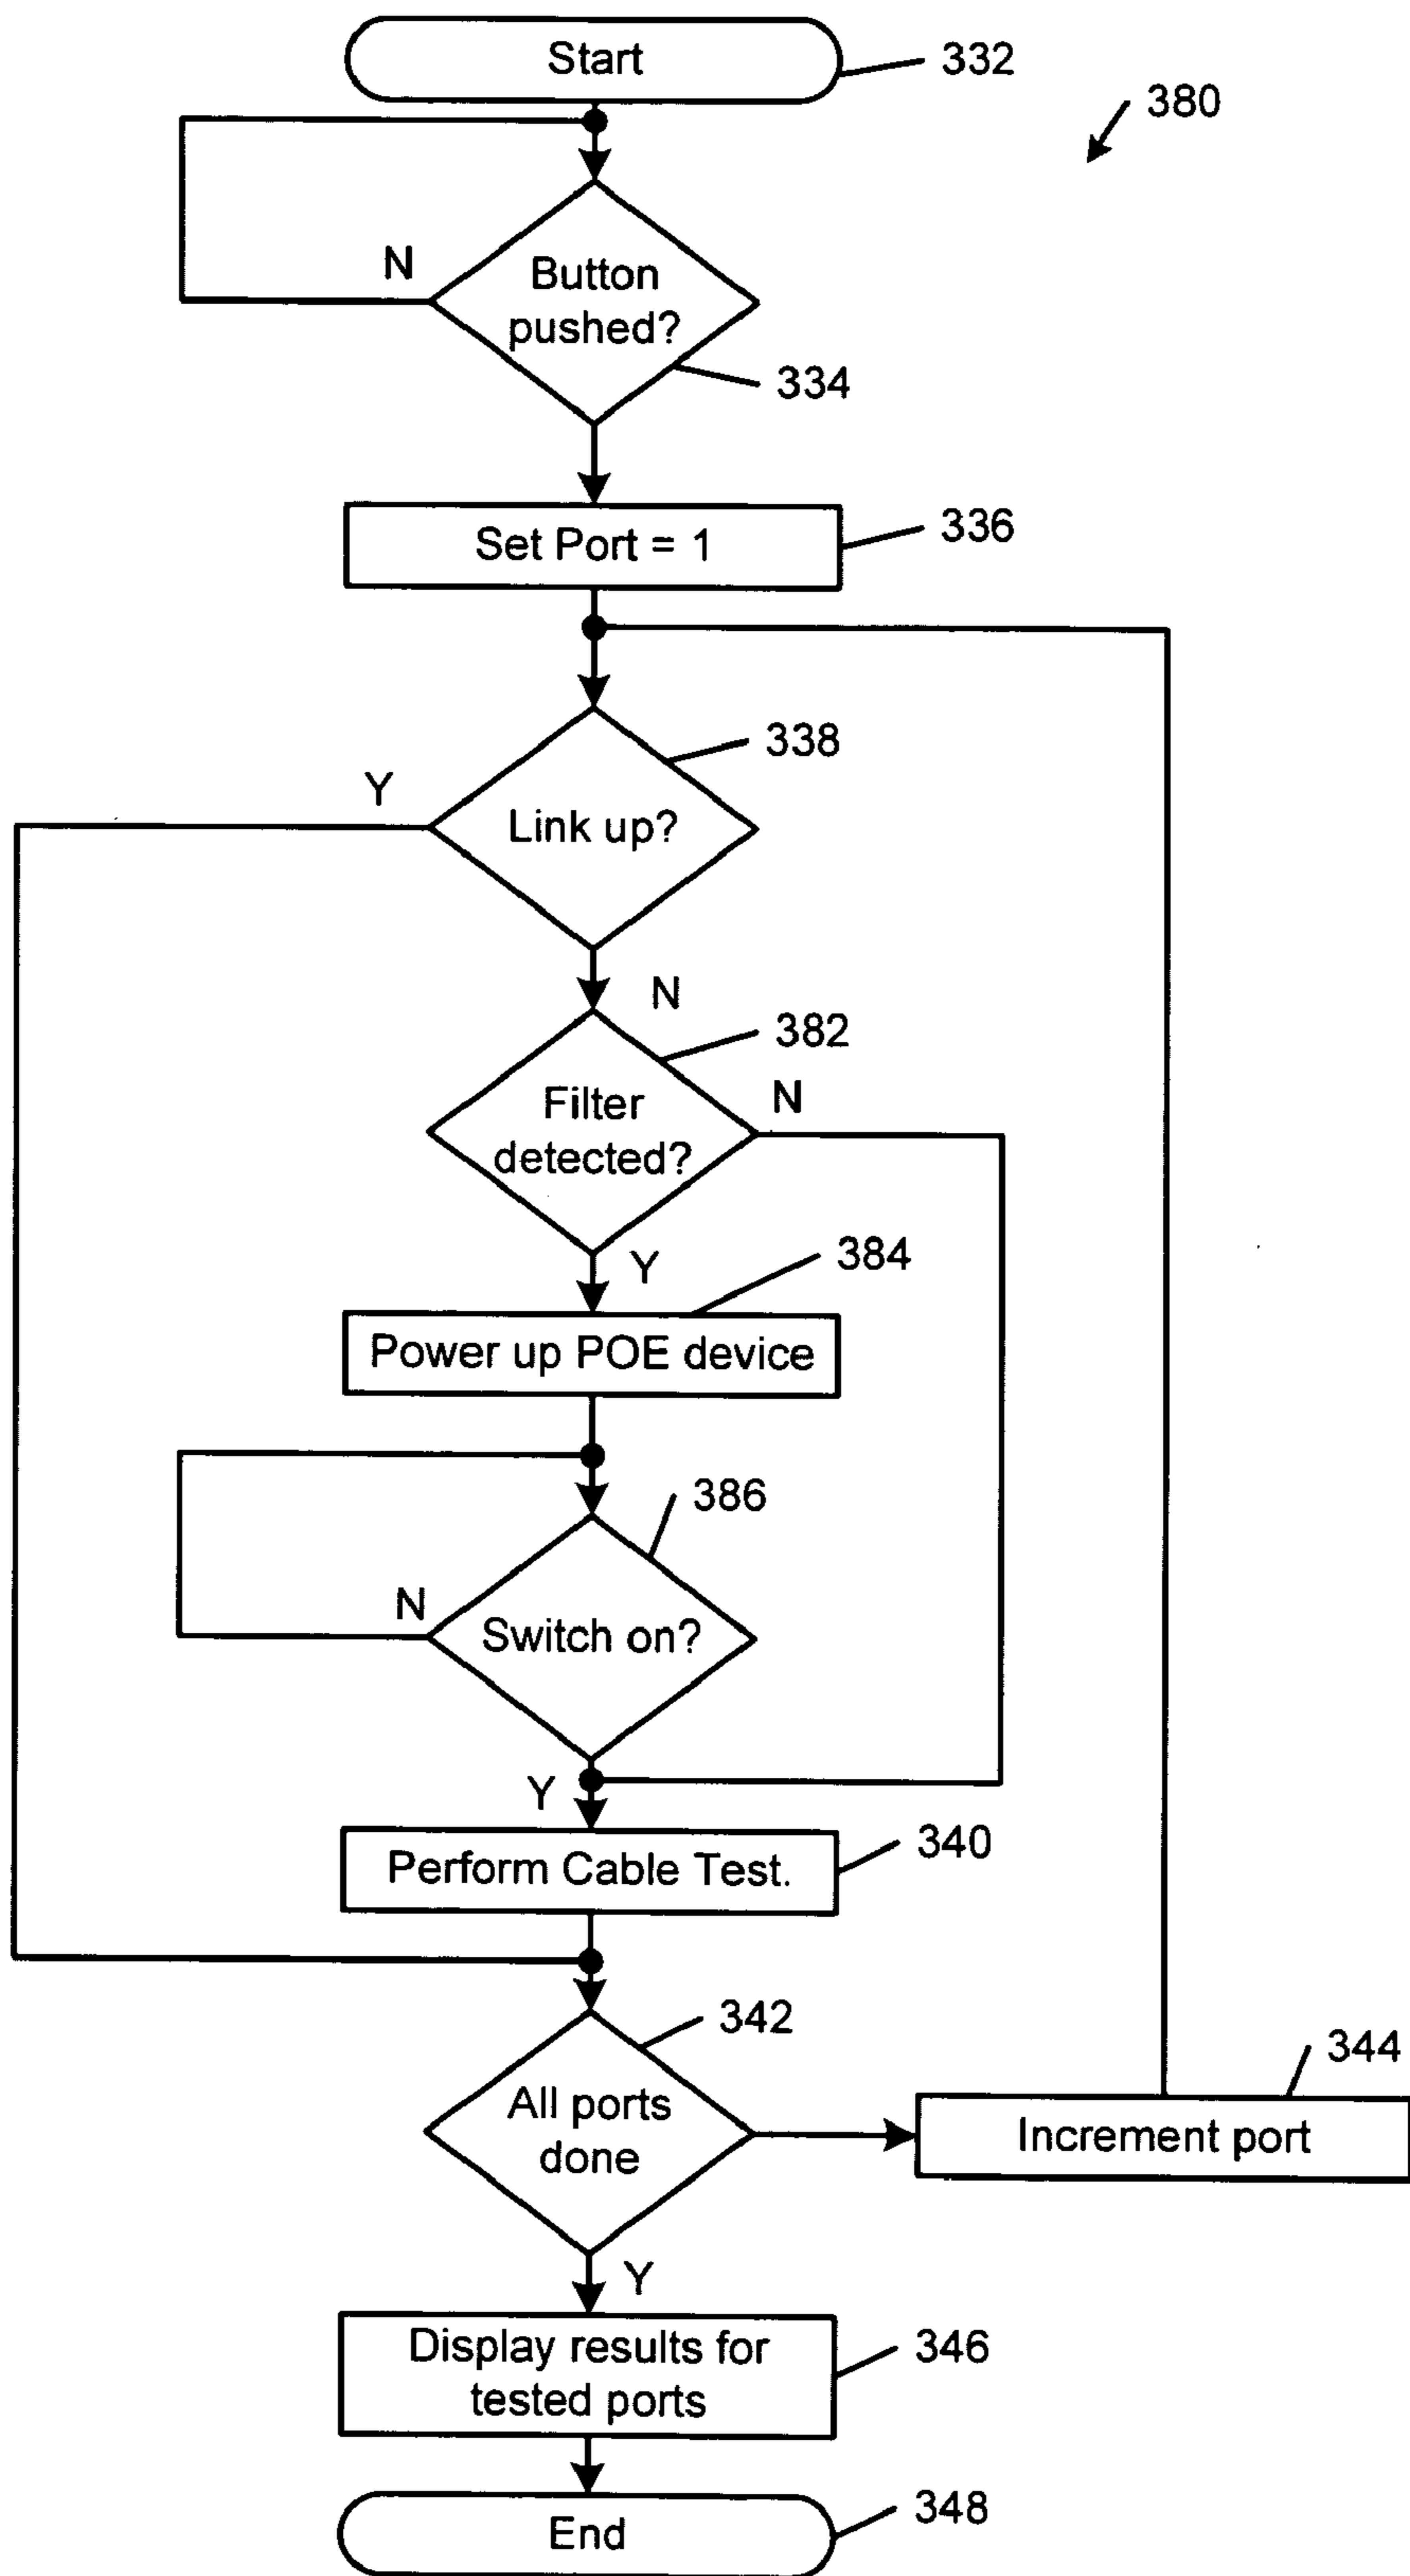 Start
332
380
N
Button
pushed?
334
Set Port = 1
336
338
Y
Link up?
N
382
Filter
detected?
N
Y
384
Power up POE device
386
N
Switch on?
Y
Perform Cable Test.
340
342
All ports
done
344
Increment port
Y
Display results for
tested ports
346
End
348